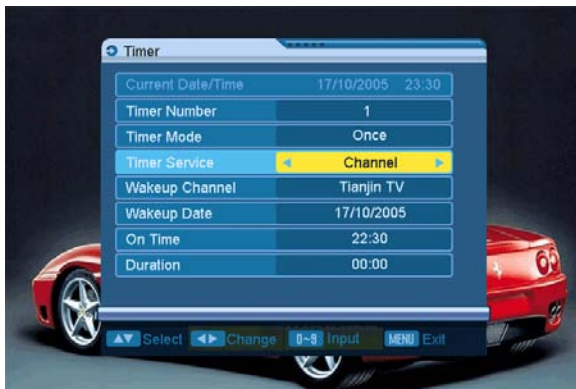 Timer
Current Date/Time 17/10/2005 23:30
Timer Number 1
Timer Mode Once
Timer Service Channel
Wakeup Channel Tianjin TV
Wakeup Date 17/10/2005
On Time 22:30
Duration 00:00
Select Change 0~9 Input MENU Exit